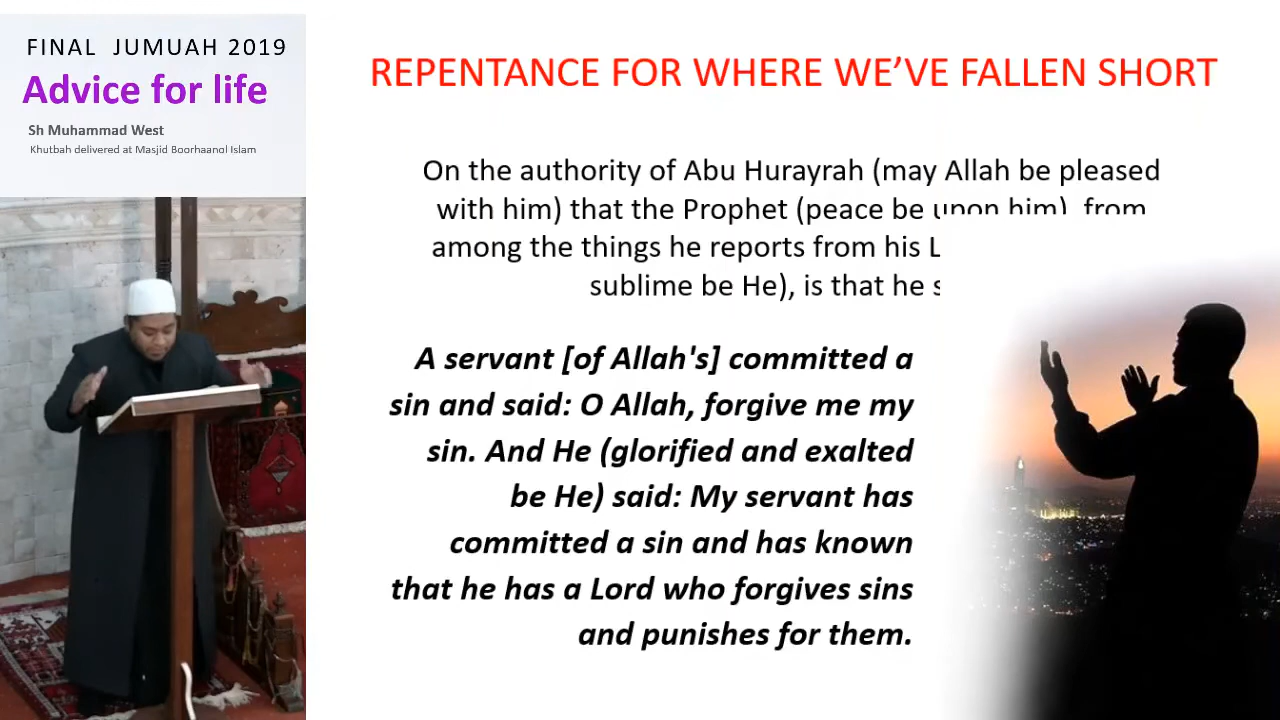 FINAL JUMUAH 2019
Advice for life
Sh Muhammad West
Khutbah delivered at Masjid Boorhaanol Islam
REPENTANCE FOR WHERE WE’VE FALLEN SHORT
On the authority of Abu Hurayrah (may Allah be pleased
with him) that the Prophet (peace be upon him), from
among the things he reports from his
sublime be He), is that he
A servant [of Allah's] committed a
sin and said: O Allah, forgive me my
sin. And He (glorified and exalted
be He) said: My servant has
committed a sin and has known
that he has a Lord who forgives sins
and punishes for them.